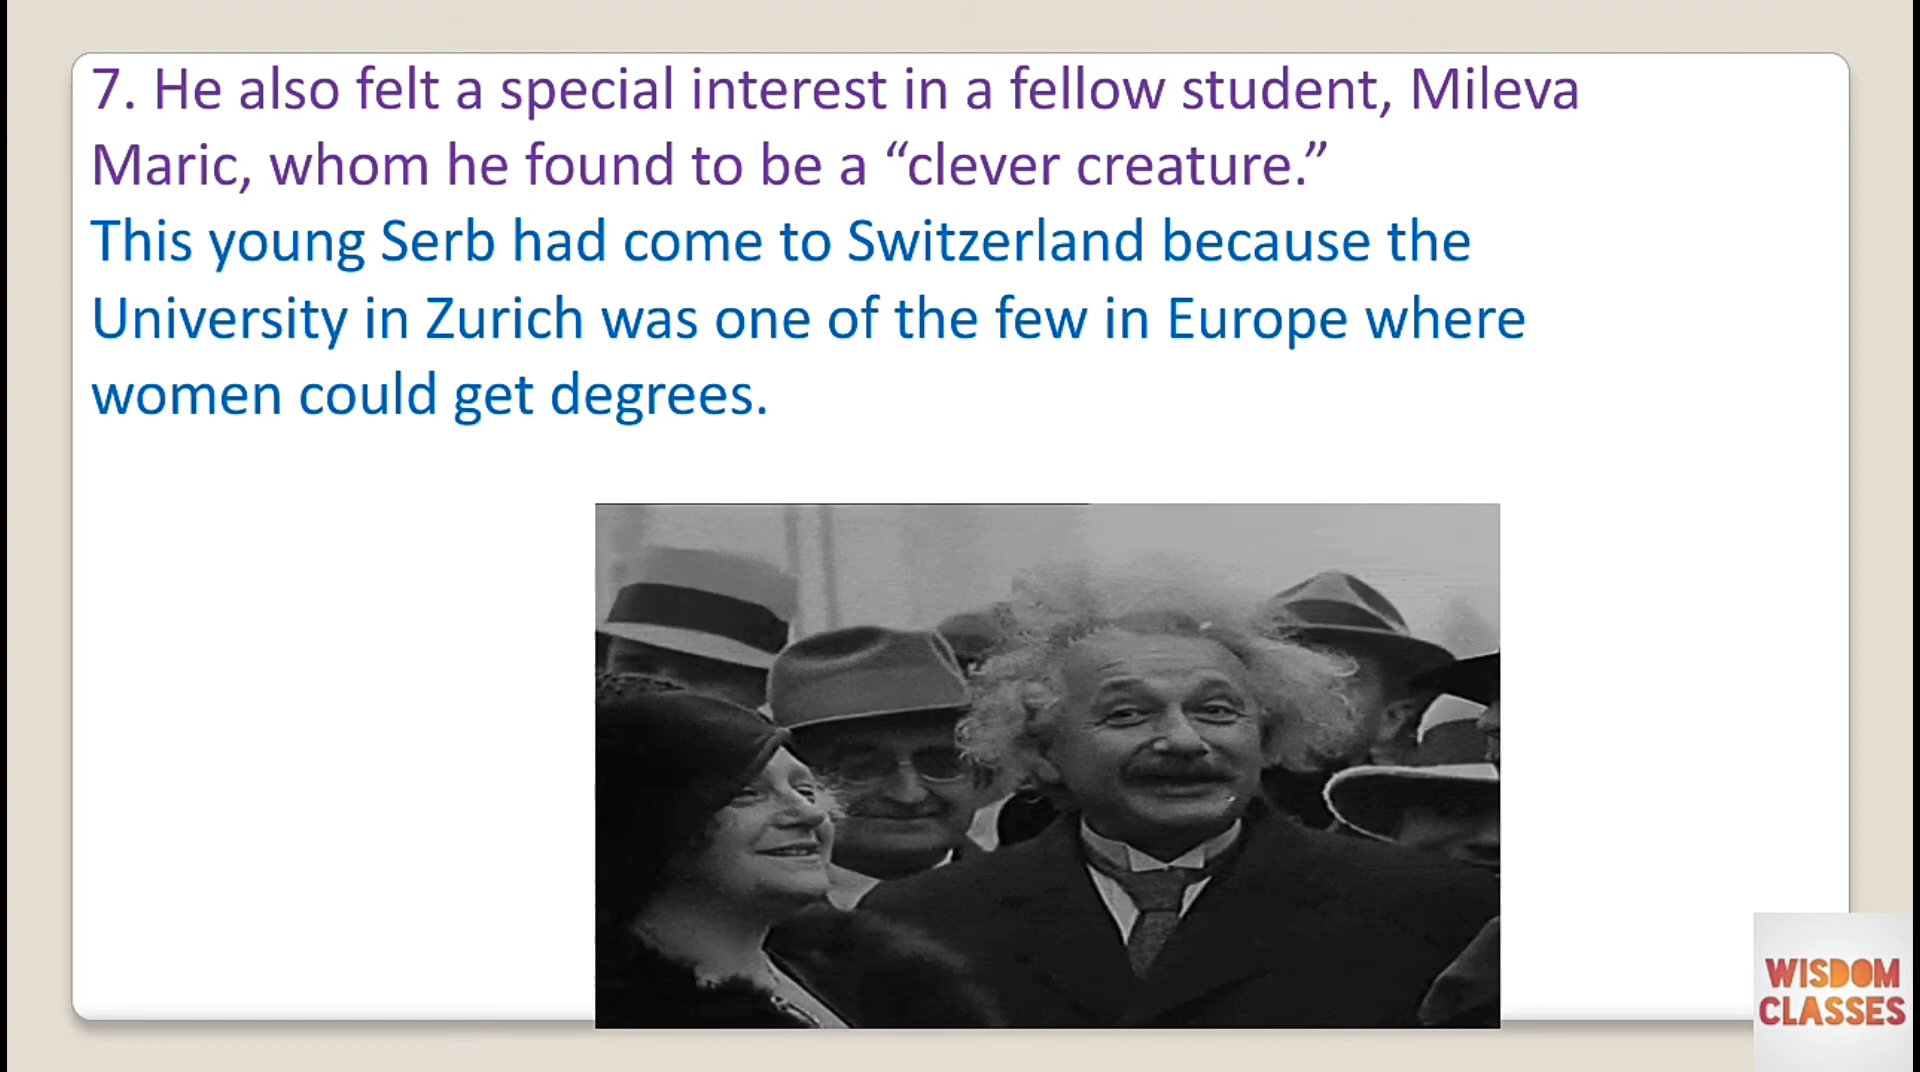 7. He also felt a special interest in a fellow student, Mileva
Maric, whom he found to be a “clever creature.”
This young Serb had come to Switzerland because the
University in Zurich was one of the few in Europe where
women could get degrees.
WISDOM
CLASSES